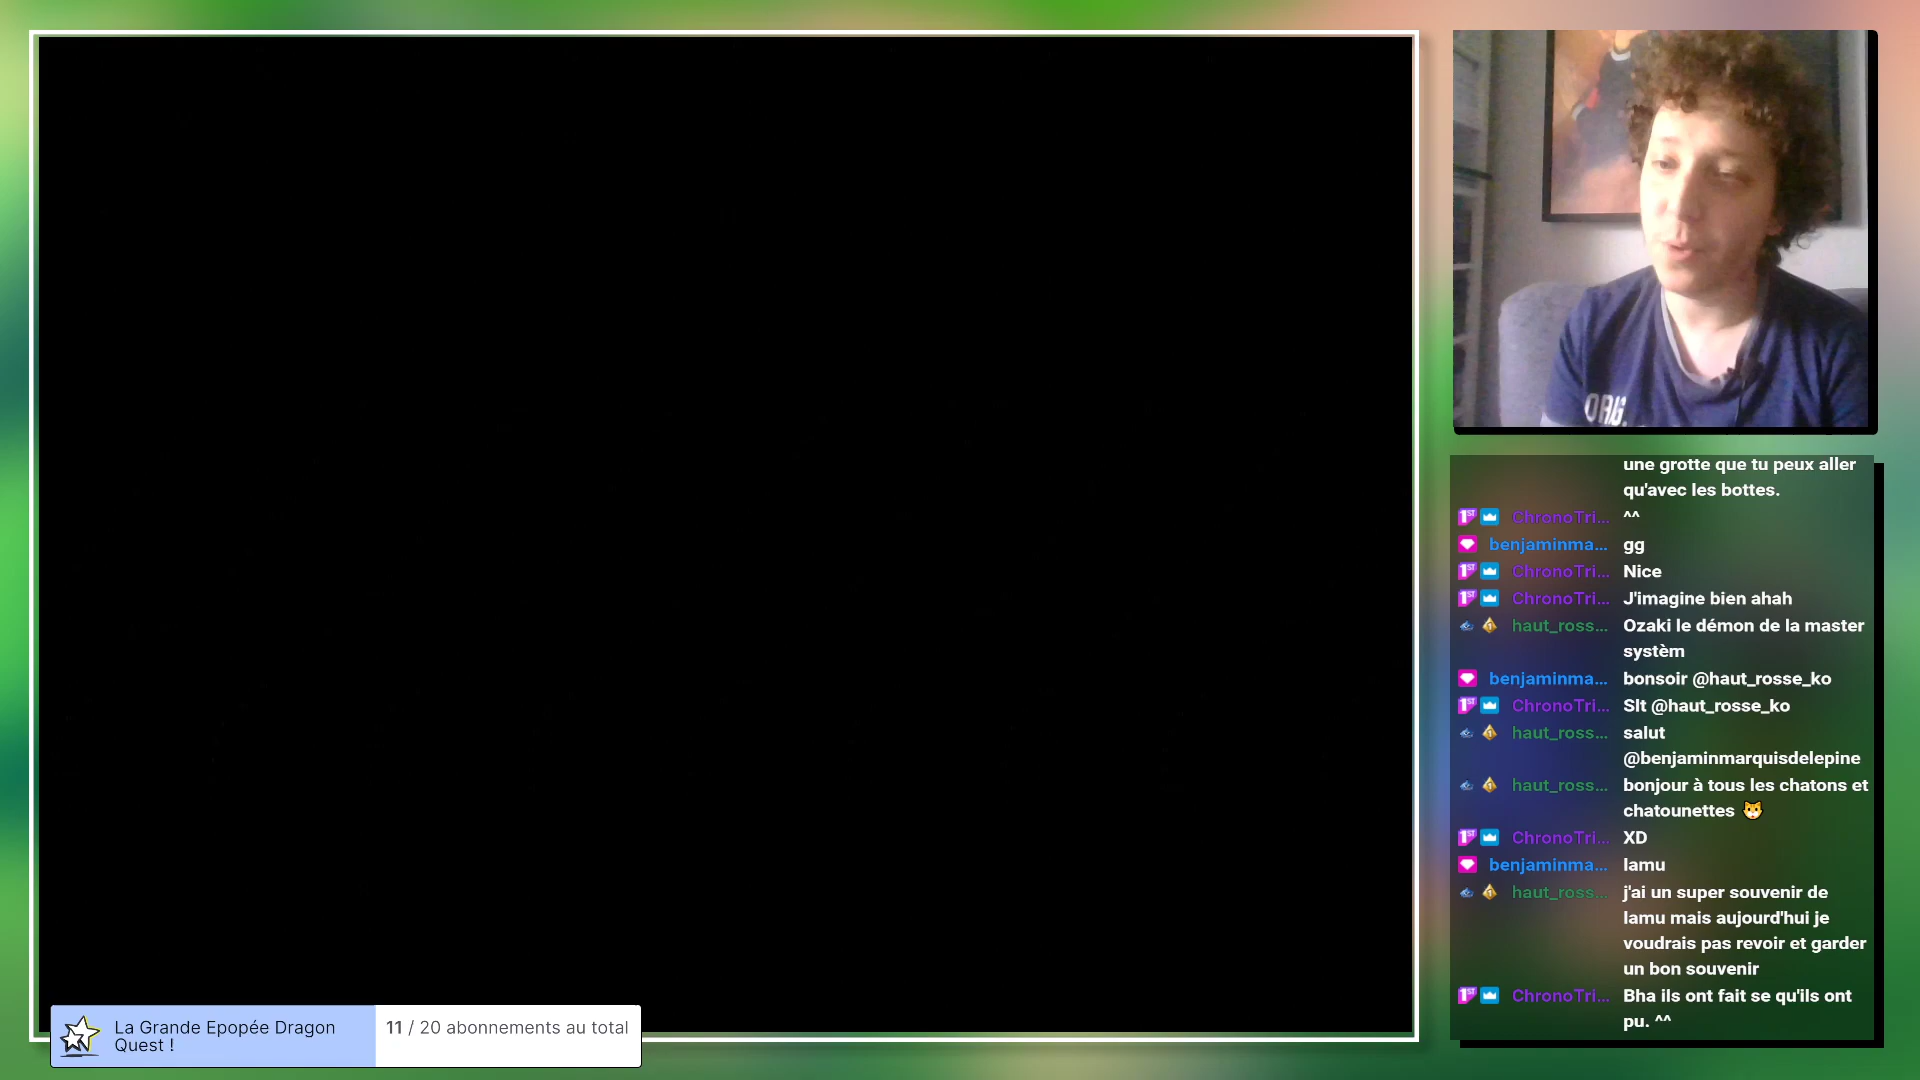 ORIG.
une grotte que tu peux aller
qu'avec les bottes.
ChronoTri... ^^
benjaminma... gg
ChronoTri... Nice
ChronoTri... J'imagine bien ahah
haut_ross... Ozaki le démon de la master
systèm
benjaminma... bonsoir @haut_rosse_ko
ChronoTri... Slt @haut_rosse_ko
haut_ross... salut
@benjaminmarquisdelepine
haut_ross... bonjour à tous les chatons et
chatounettes 🐱
ChronoTri... XD
benjaminma... lamu
haut_ross... j'ai un super souvenir de
lamu mais aujourd'hui je
voudrais pas revoir et garder
un bon souvenir
ChronoTri... Bha ils ont fait se qu'ils ont
pu. ^^
La Grande Epopée Dragon
Quest !
11 / 20 abonnements au total